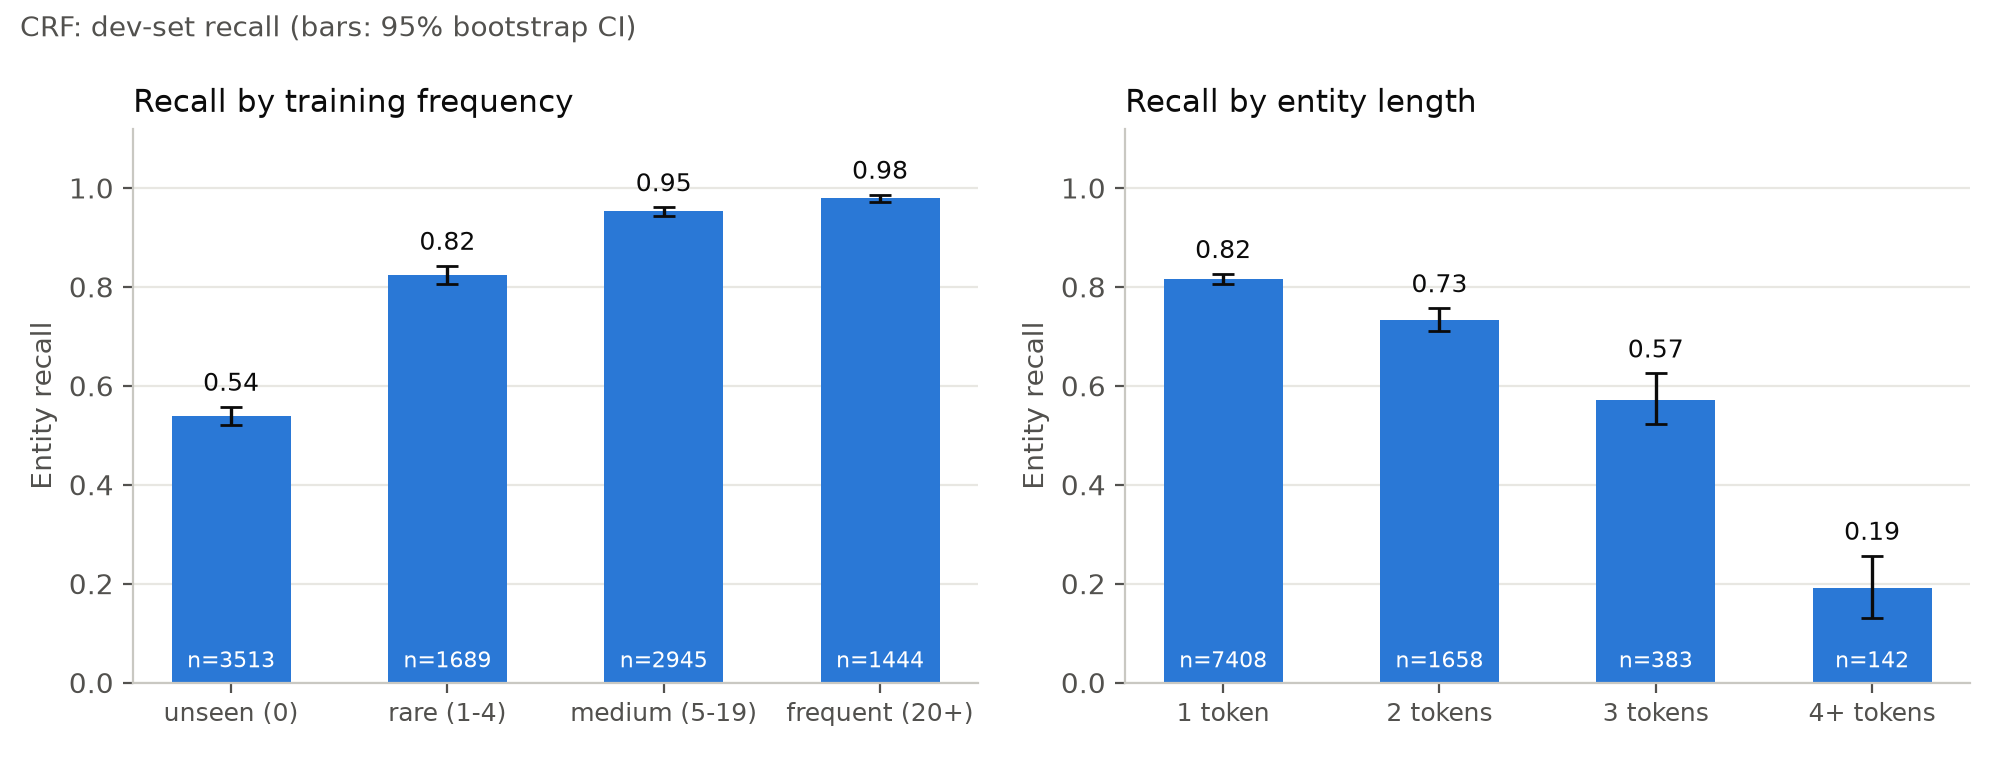 CRF: dev-set recall (bars: 95% bootstrap CI)
Recall by training frequency
Entity recall
1.0
0.8
0.6
0.4
0.2
0.0
0.54
0.82
0.95
0.98
n=3513
n=1689
n=2945
n=1444
unseen (0)
rare (1-4)
medium (5-19)
frequent (20+)
Recall by entity length
Entity recall
1.0
0.8
0.6
0.4
0.2
0.0
0.82
0.73
0.57
0.19
n=7408
n=1658
n=383
n=142
1 token
2 tokens
3 tokens
4+ tokens